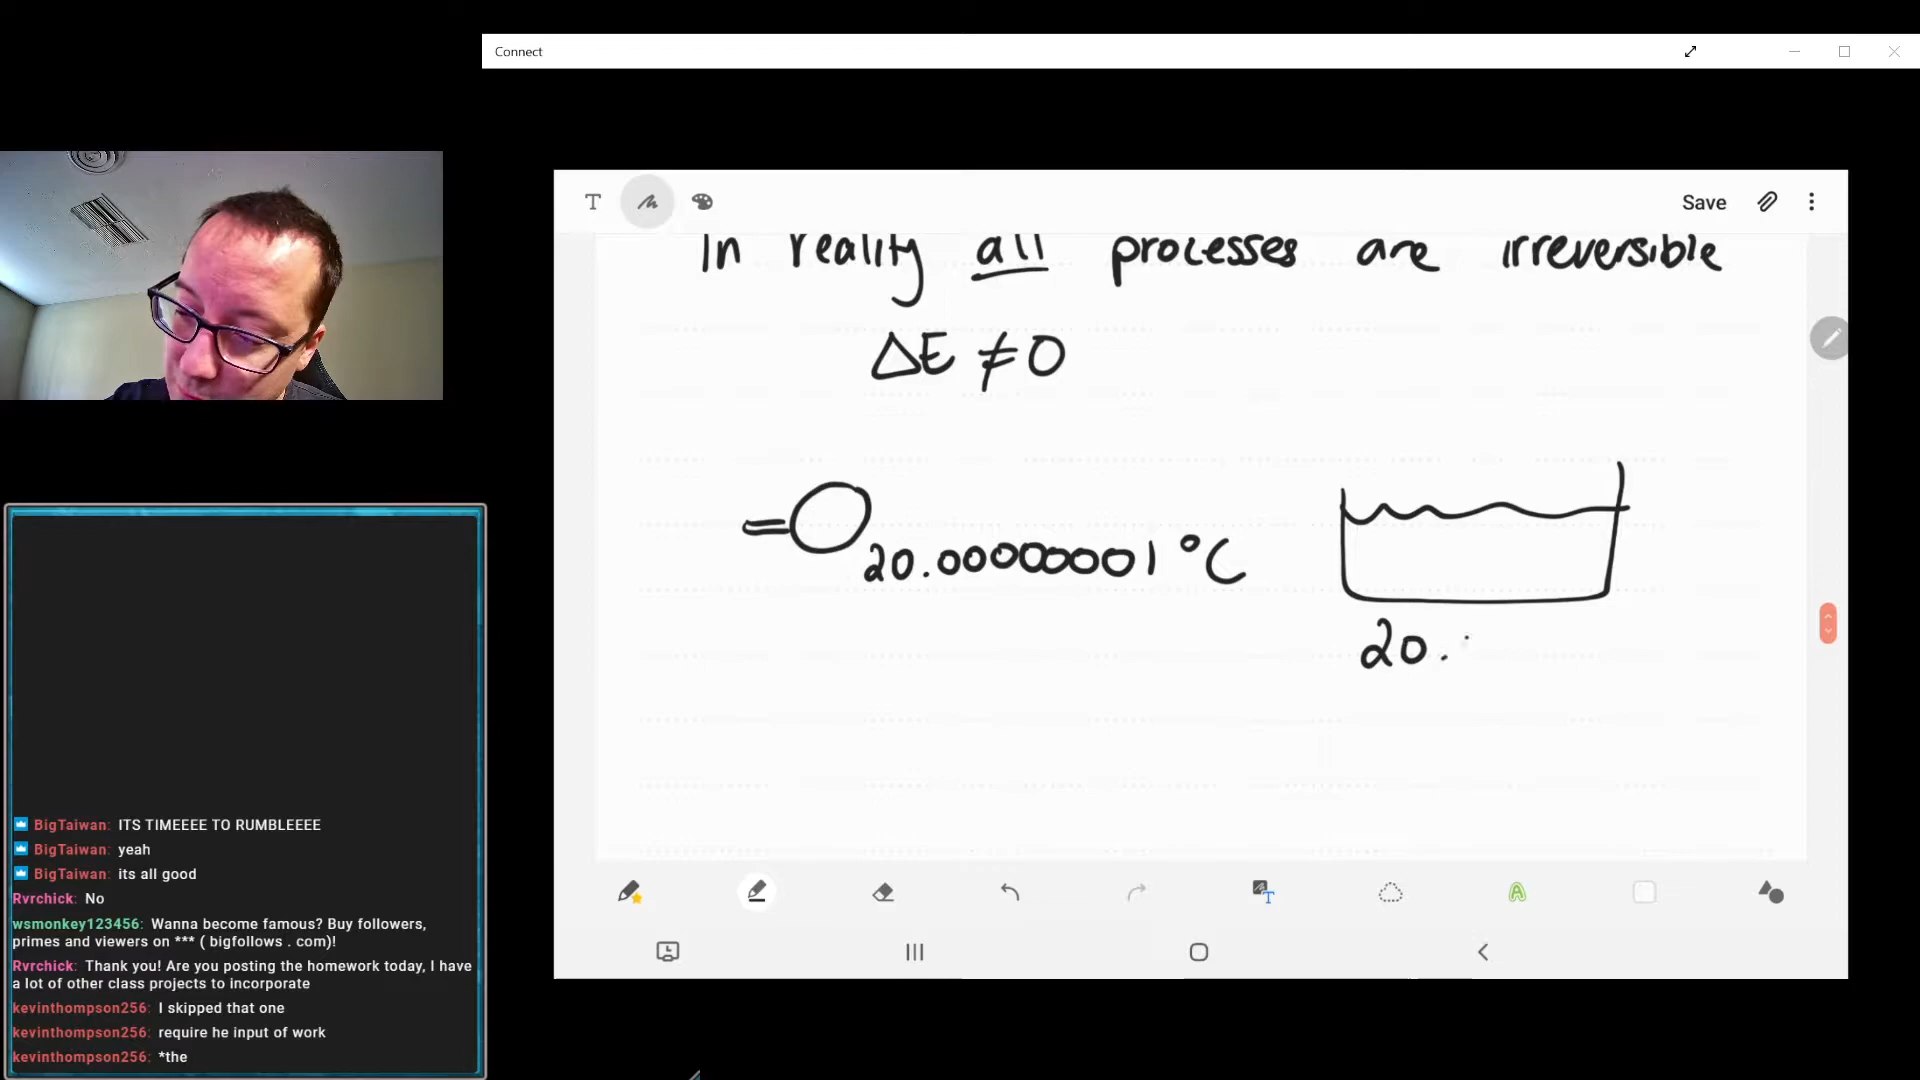 Connect
T
Save
In reality all processes are irreversible
ΔE ≠ 0
20.00000001 °C
20.
BigTaiwan: ITS TIMEEEE TO RUMBLEEEE
BigTaiwan: yeah
BigTaiwan: its all good
Rvrchick: No
wsmonkey123456: Wanna become famous? Buy followers,
primes and viewers on *** ( bigfollows . com)!
Rvrchick: Thank you! Are you posting the homework today, I have
a lot of other class projects to incorporate
kevinthompson256: I skipped that one
kevinthompson256: require he input of work
kevinthompson256: *the